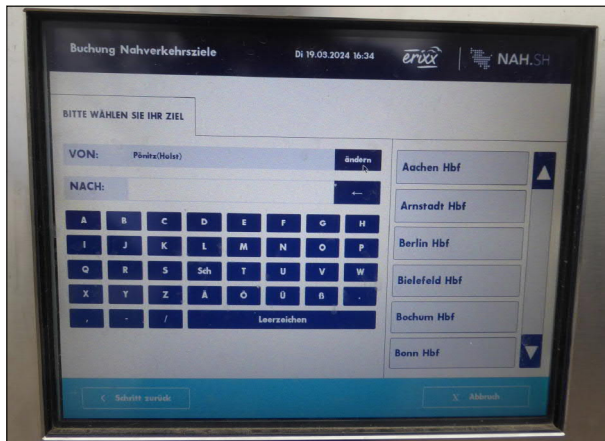 Buchung Nahverkehrsziele
Di 19.03.2024 16:34
erixx
NAH.SH
BITTE WÄHLEN SIE IHR ZIEL
VON: Pönitz(Holst) ändern
NACH: ←
A B C D E F G H
I J K L M N O P
Q R S Sch T U V W
X Y Z Ä Ö Ü ß .
, - / Leerzeichen
Aachen Hbf
Arnstadt Hbf
Berlin Hbf
Bielefeld Hbf
Bochum Hbf
Bonn Hbf
< Schritt zurück
X Abbruch